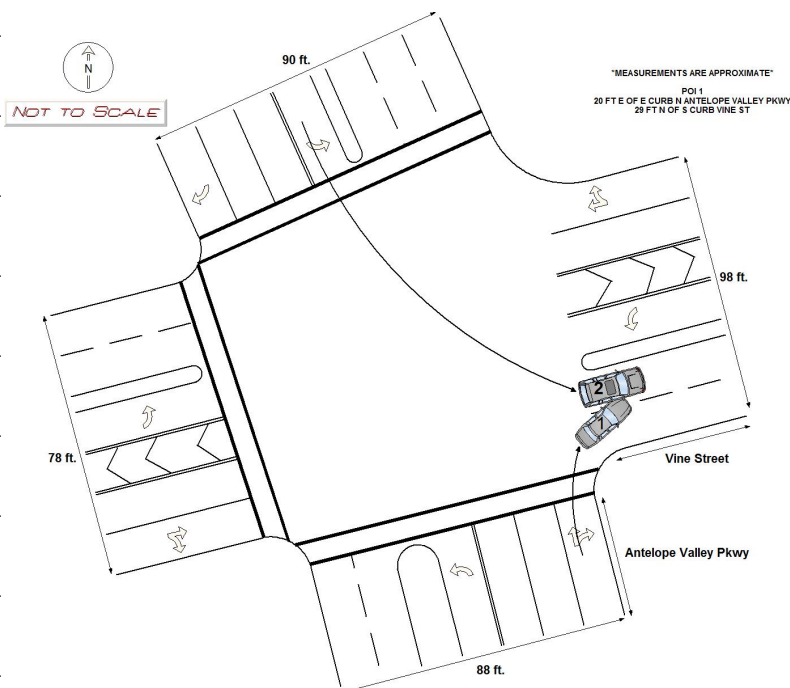 90 ft.
N
NOT TO SCALE
*MEASUREMENTS ARE APPROXIMATE*
POI 1
20 FT E OF E CURB N ANTELOPE VALLEY PKWY
29 FT N OF S CURB VINE ST
98 ft.
2
1
78 ft.
Vine Street
Antelope Valley Pkwy
88 ft.